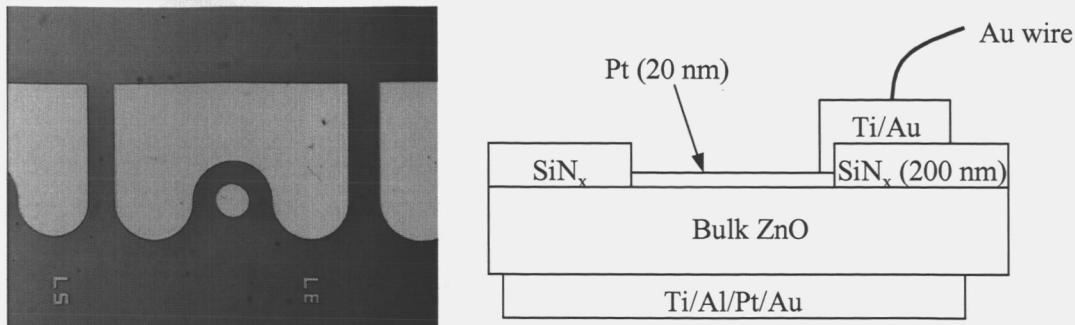 Au wire
Pt (20 nm)
Ti/Au
SiNₓ
SiNₓ (200 nm)
Bulk ZnO
Ti/Al/Pt/Au